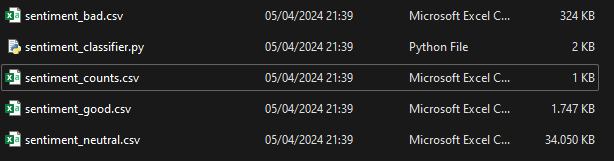 sentiment_bad.csv 05/04/2024 21:39 Microsoft Excel C... 324 KB
sentiment_classifier.py 05/04/2024 21:39 Python File 2 KB
sentiment_counts.csv 05/04/2024 21:39 Microsoft Excel C... 1 KB
sentiment_good.csv 05/04/2024 21:39 Microsoft Excel C... 1.747 KB
sentiment_neutral.csv 05/04/2024 21:39 Microsoft Excel C... 34.050 KB